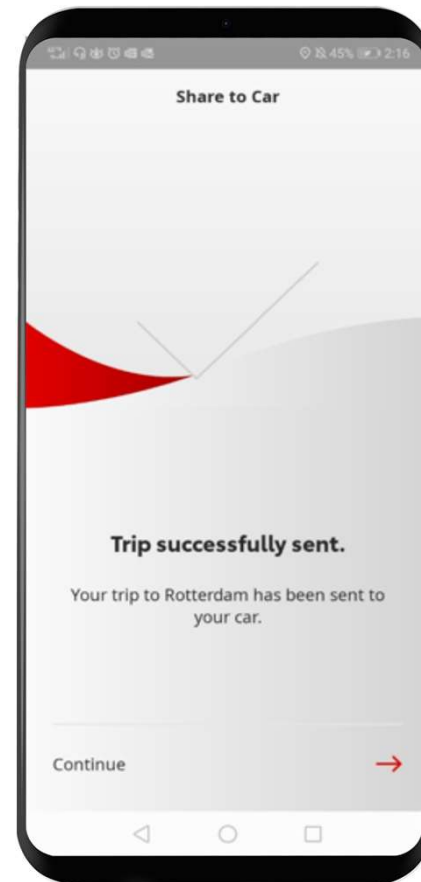 45% 2:16
Share to Car
Trip successfully sent.
Your trip to Rotterdam has been sent to
your car.
Continue